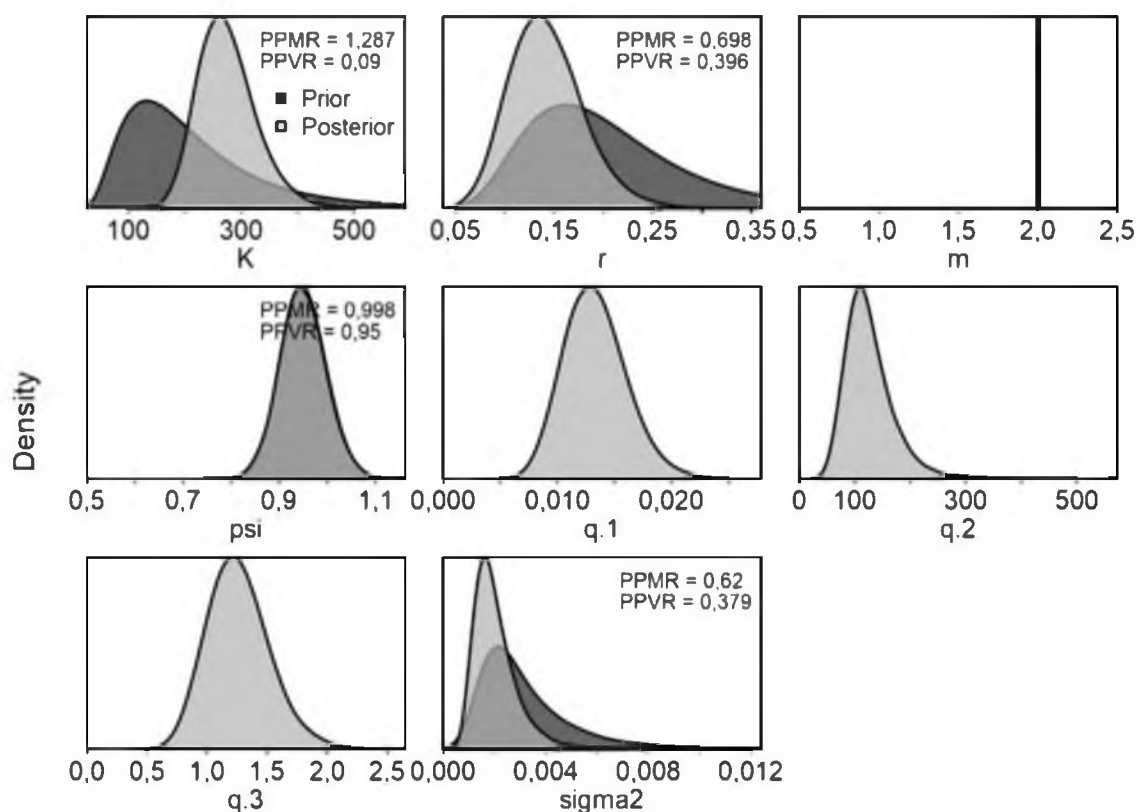 PPMR = 1,287
PPVR = 0,09
Prior
Posterior
100 300 500
K
PPMR = 0,698
PPVR = 0,396
0,05 0,15 0,25 0,35
r
0,5 1,0 1,5 2,0 2,5
m
Density
PPMR = 0,998
PPVR = 0,95
0,5 0,7 0,9 1,1
psi
0,000 0,010 0,020
q.1
0 100 300 500
q.2
0,0 0,5 1,0 1,5 2,0 2,5
q.3
PPMR = 0,62
PPVR = 0,379
0,000 0,004 0,008 0,012
sigma2